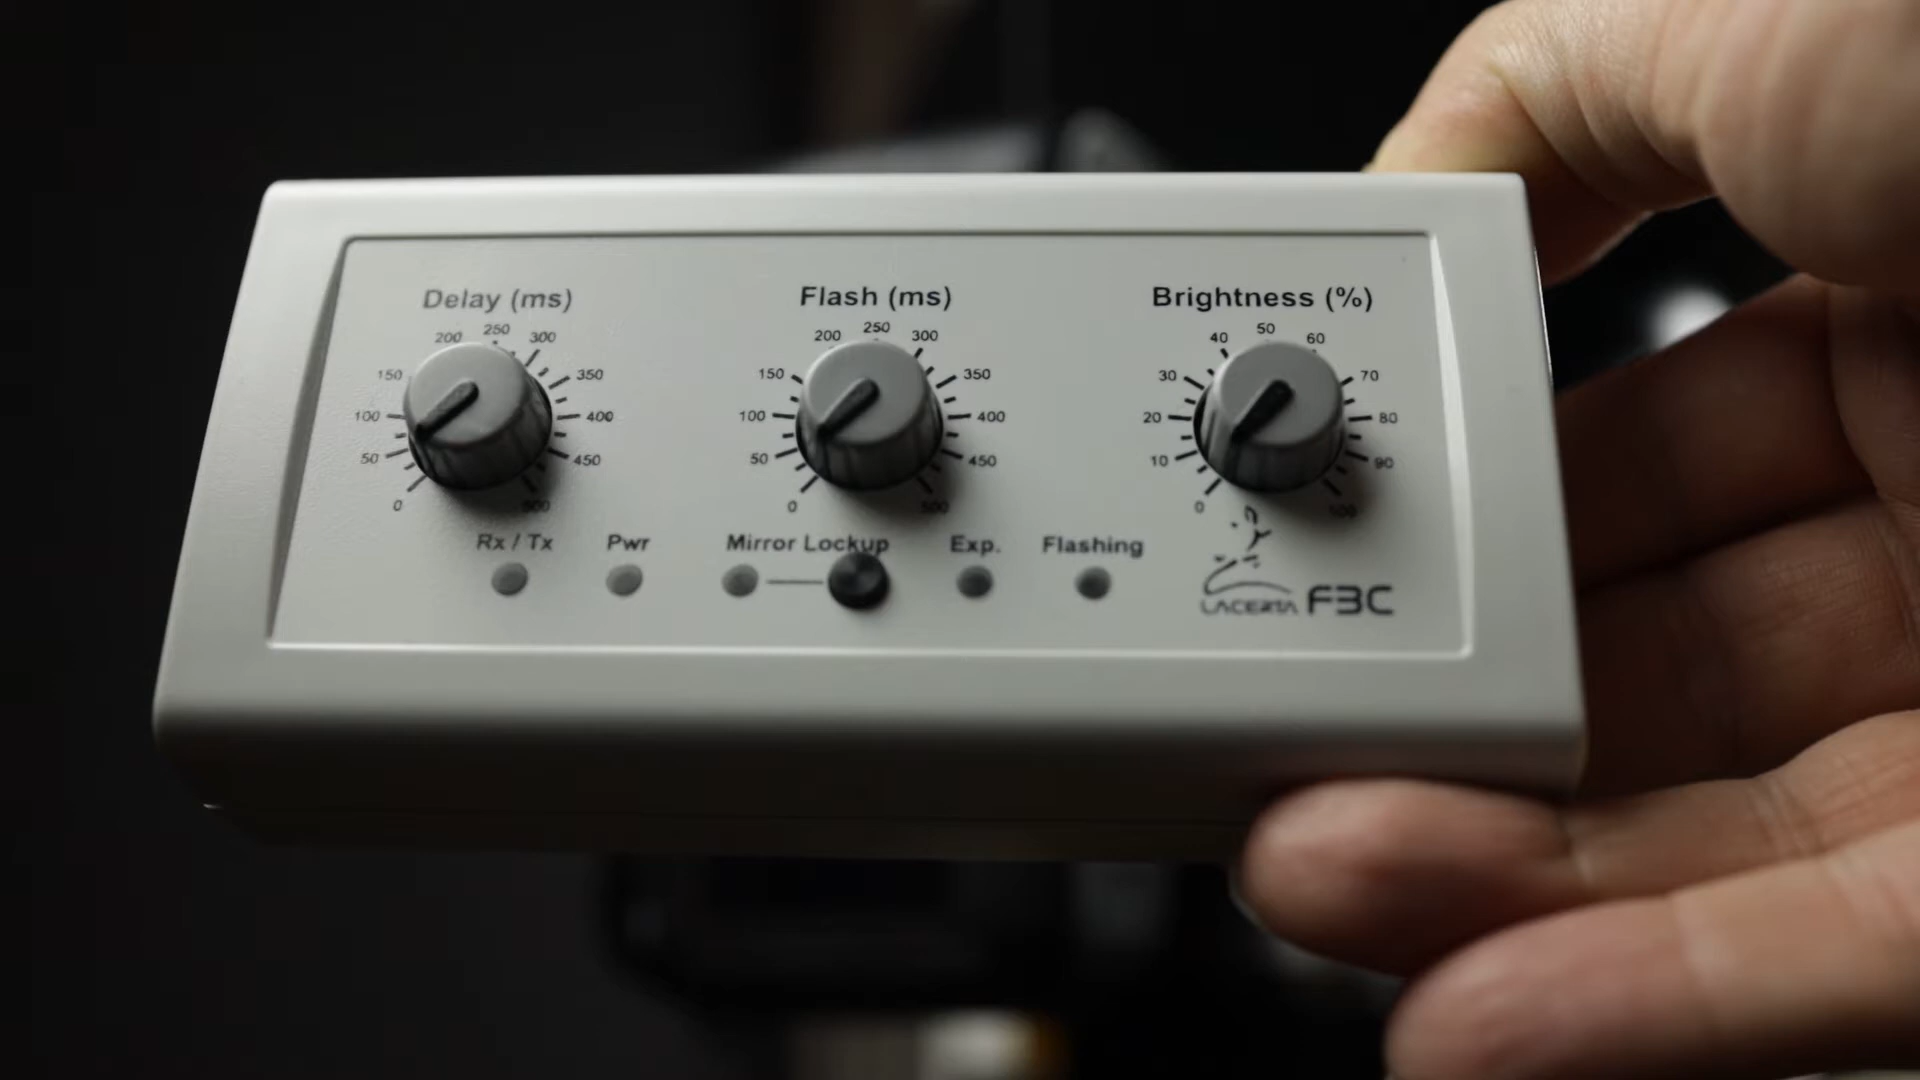 Delay (ms)
0 50 100 150 200 250 300 350 400 450 500
Flash (ms)
0 50 100 150 200 250 300 350 400 450 500
Brightness (%)
0 10 20 30 40 50 60 70 80 90 100
Rx / Tx
Pwr
Mirror Lockup
Exp.
Flashing
LACERTA FBC